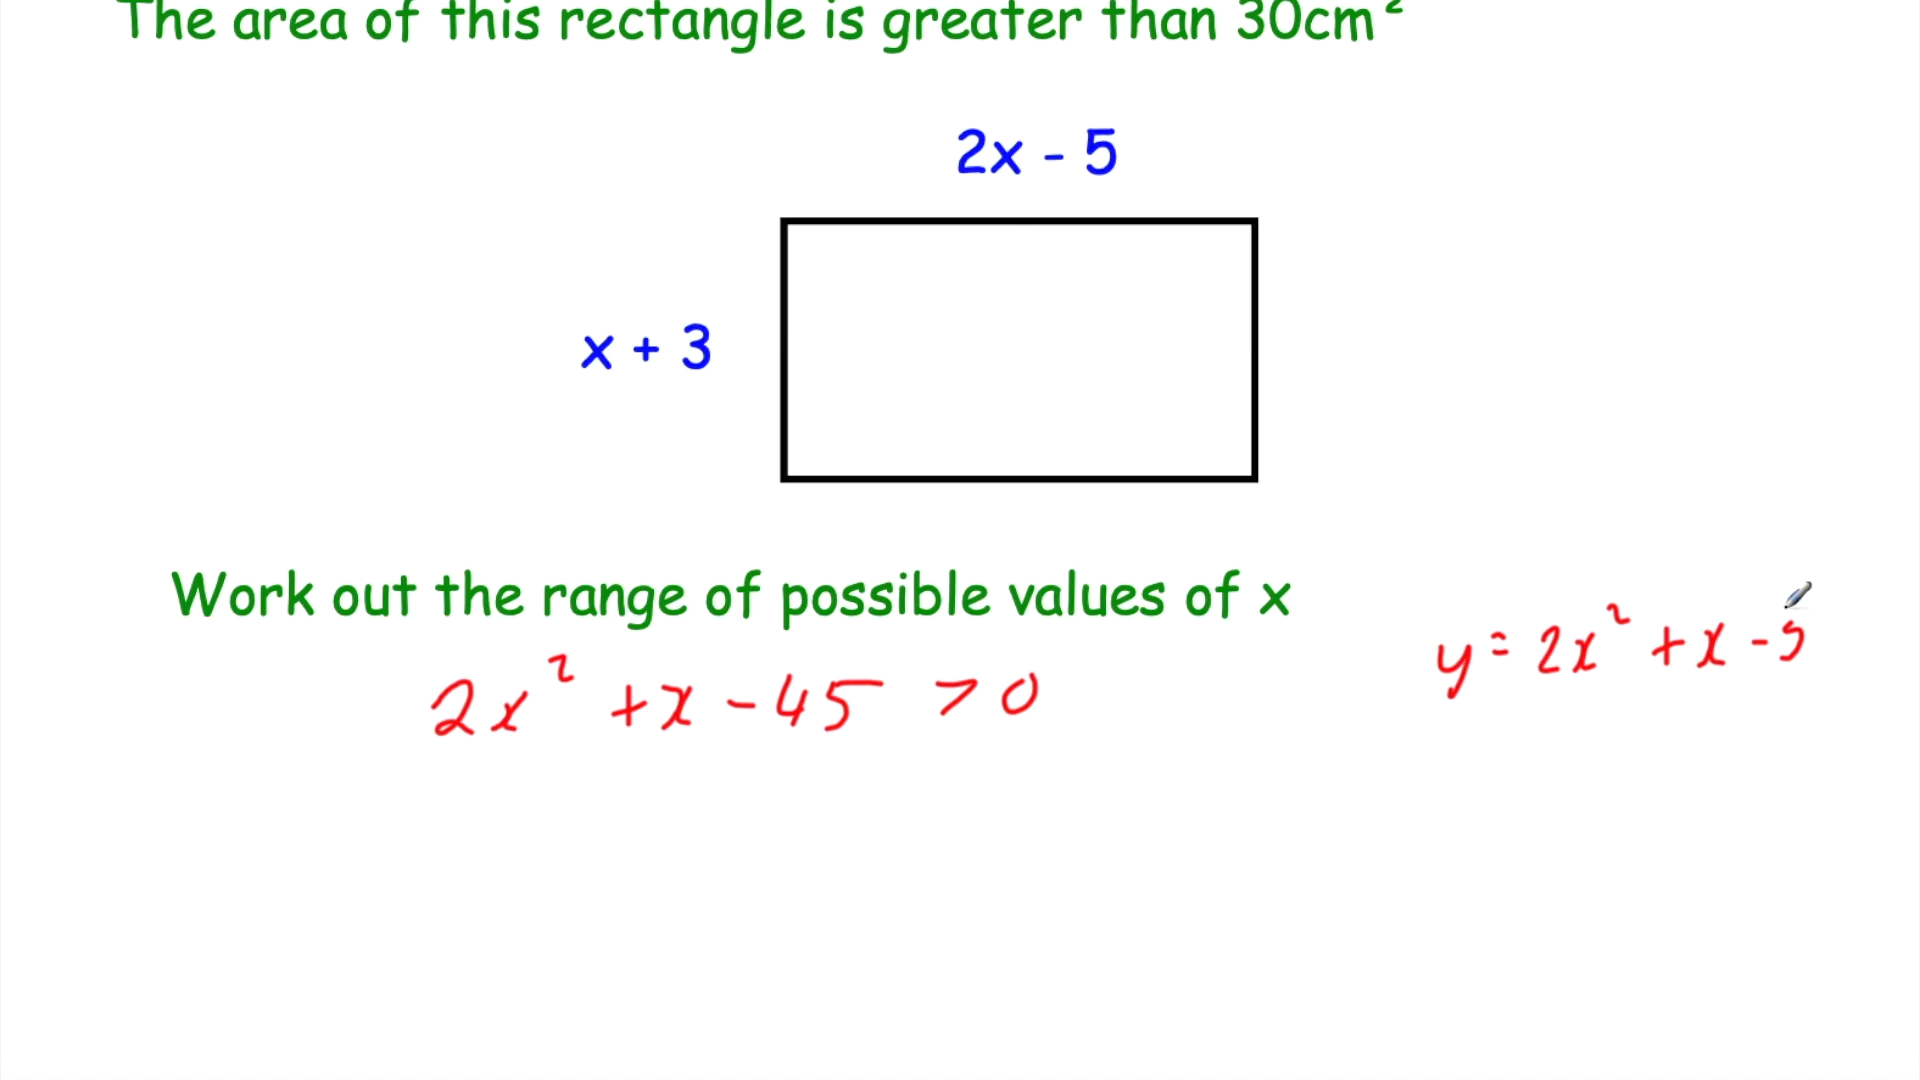 The area of this rectangle is greater than 30cm²
2x - 5
x + 3
Work out the range of possible values of x
y = 2x² + x - 5
2x² + x - 45 > 0